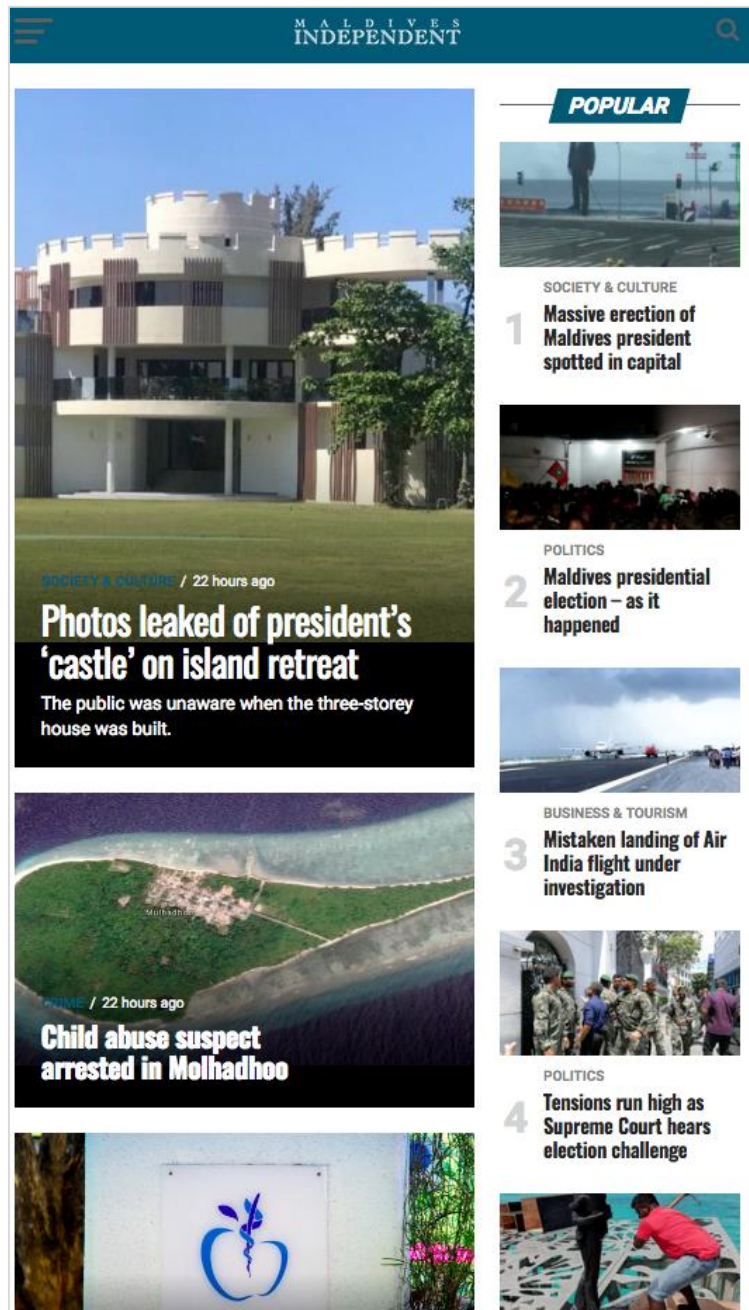 MALDIVES
INDEPENDENT
SOCIETY & CULTURE / 22 hours ago
Photos leaked of president's
'castle' on island retreat
The public was unaware when the three-storey
house was built.
CRIME / 22 hours ago
Child abuse suspect
arrested in Molhadhoo
POPULAR
SOCIETY & CULTURE
1
Massive erection of
Maldives president
spotted in capital
POLITICS
2
Maldives presidential
election – as it
happened
BUSINESS & TOURISM
3
Mistaken landing of Air
India flight under
investigation
POLITICS
4
Tensions run high as
Supreme Court hears
election challenge